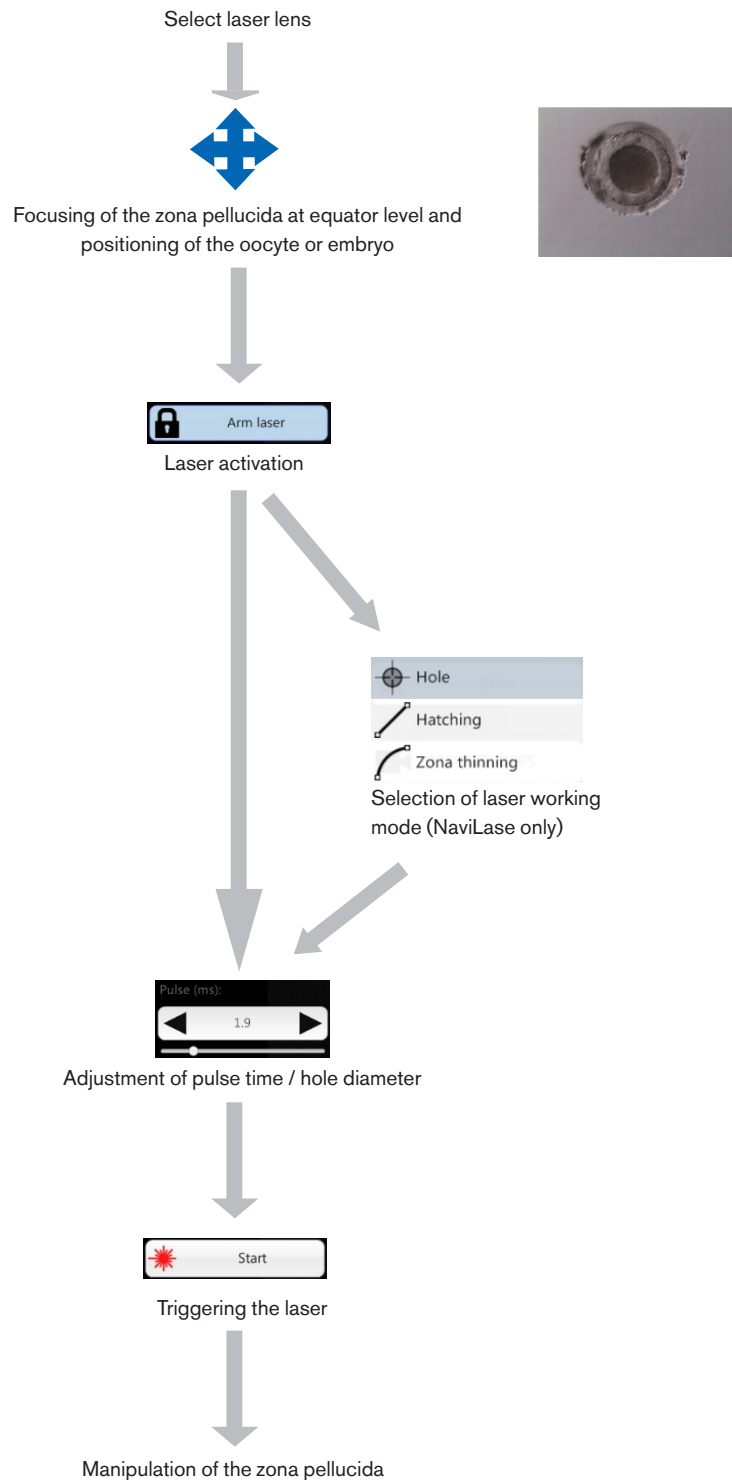 Select laser lens
Focusing of the zona pellucida at equator level and
positioning of the oocyte or embryo
Arm laser
Laser activation
Hole
Hatching
Zona thinning
Selection of laser working
mode (NaviLase only)
Pulse (ms):
1.9
Adjustment of pulse time / hole diameter
Start
Triggering the laser
Manipulation of the zona pellucida